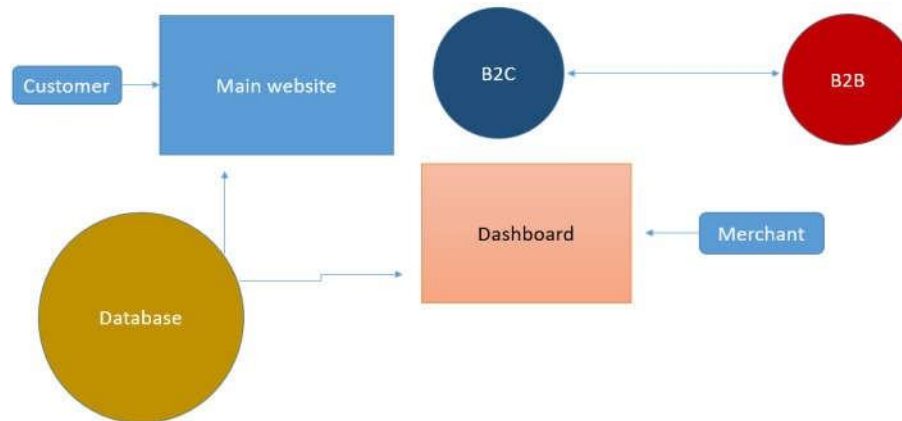 Customer
Main website
B2C
B2B
Dashboard
Merchant
Database